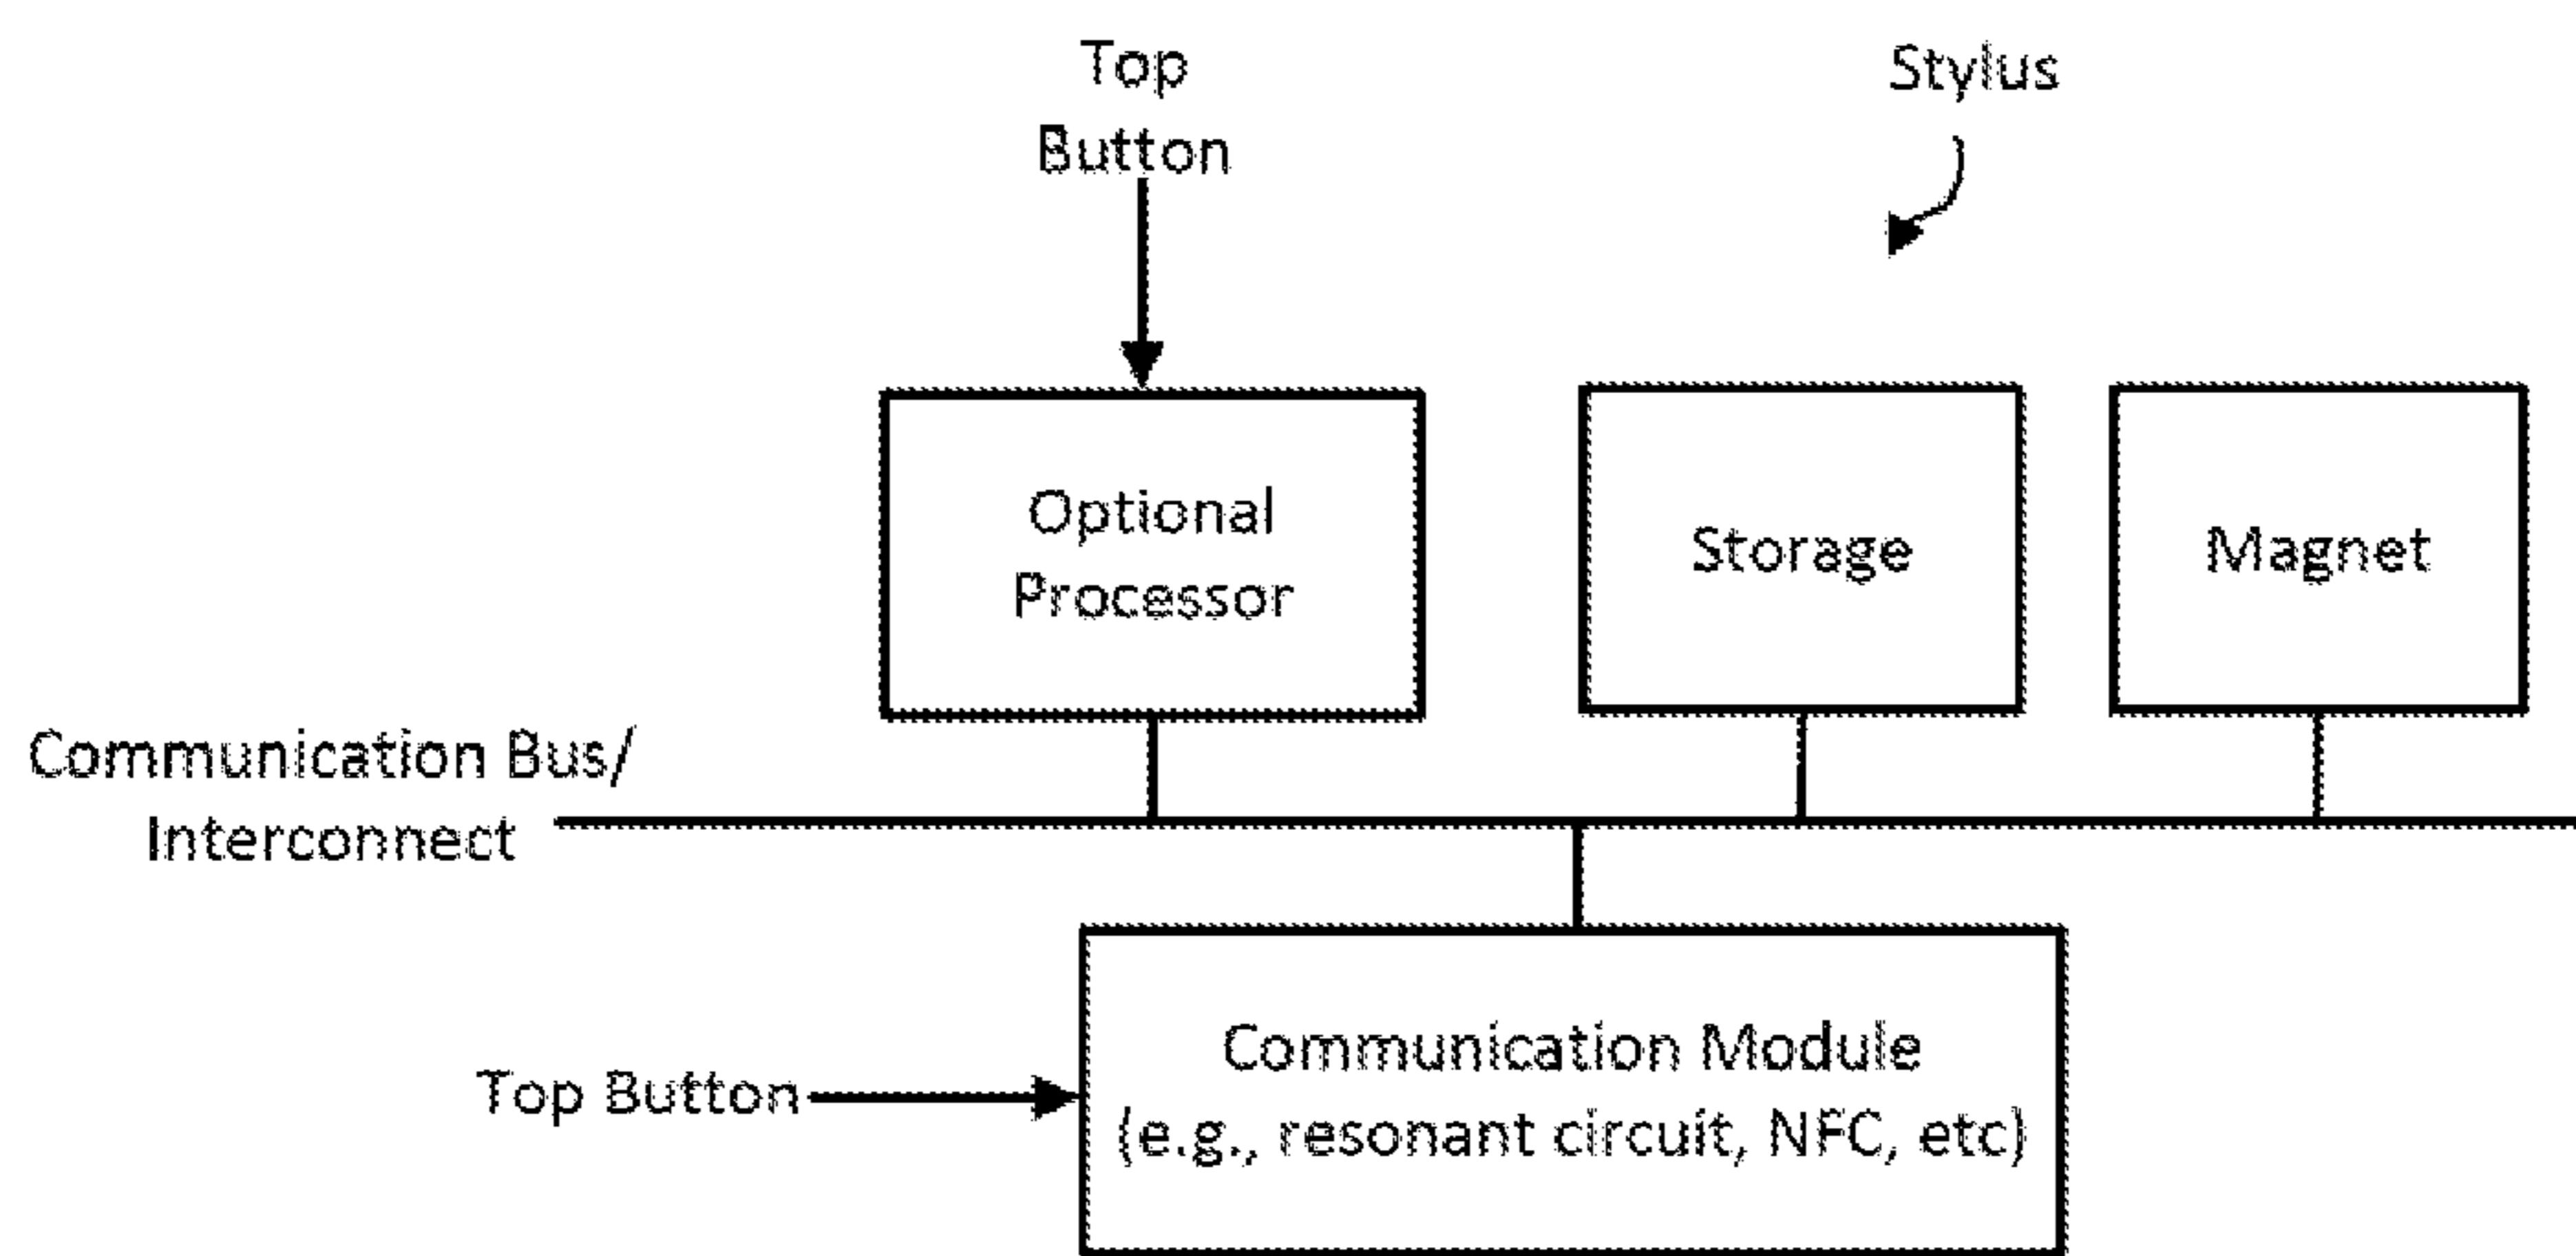 Top
Button
Stylus
Optional
Processor
Storage
Magnet
Communication Bus/
Interconnect
Communication Module
(e.g., resonant circuit, NFC, etc)
Top Button